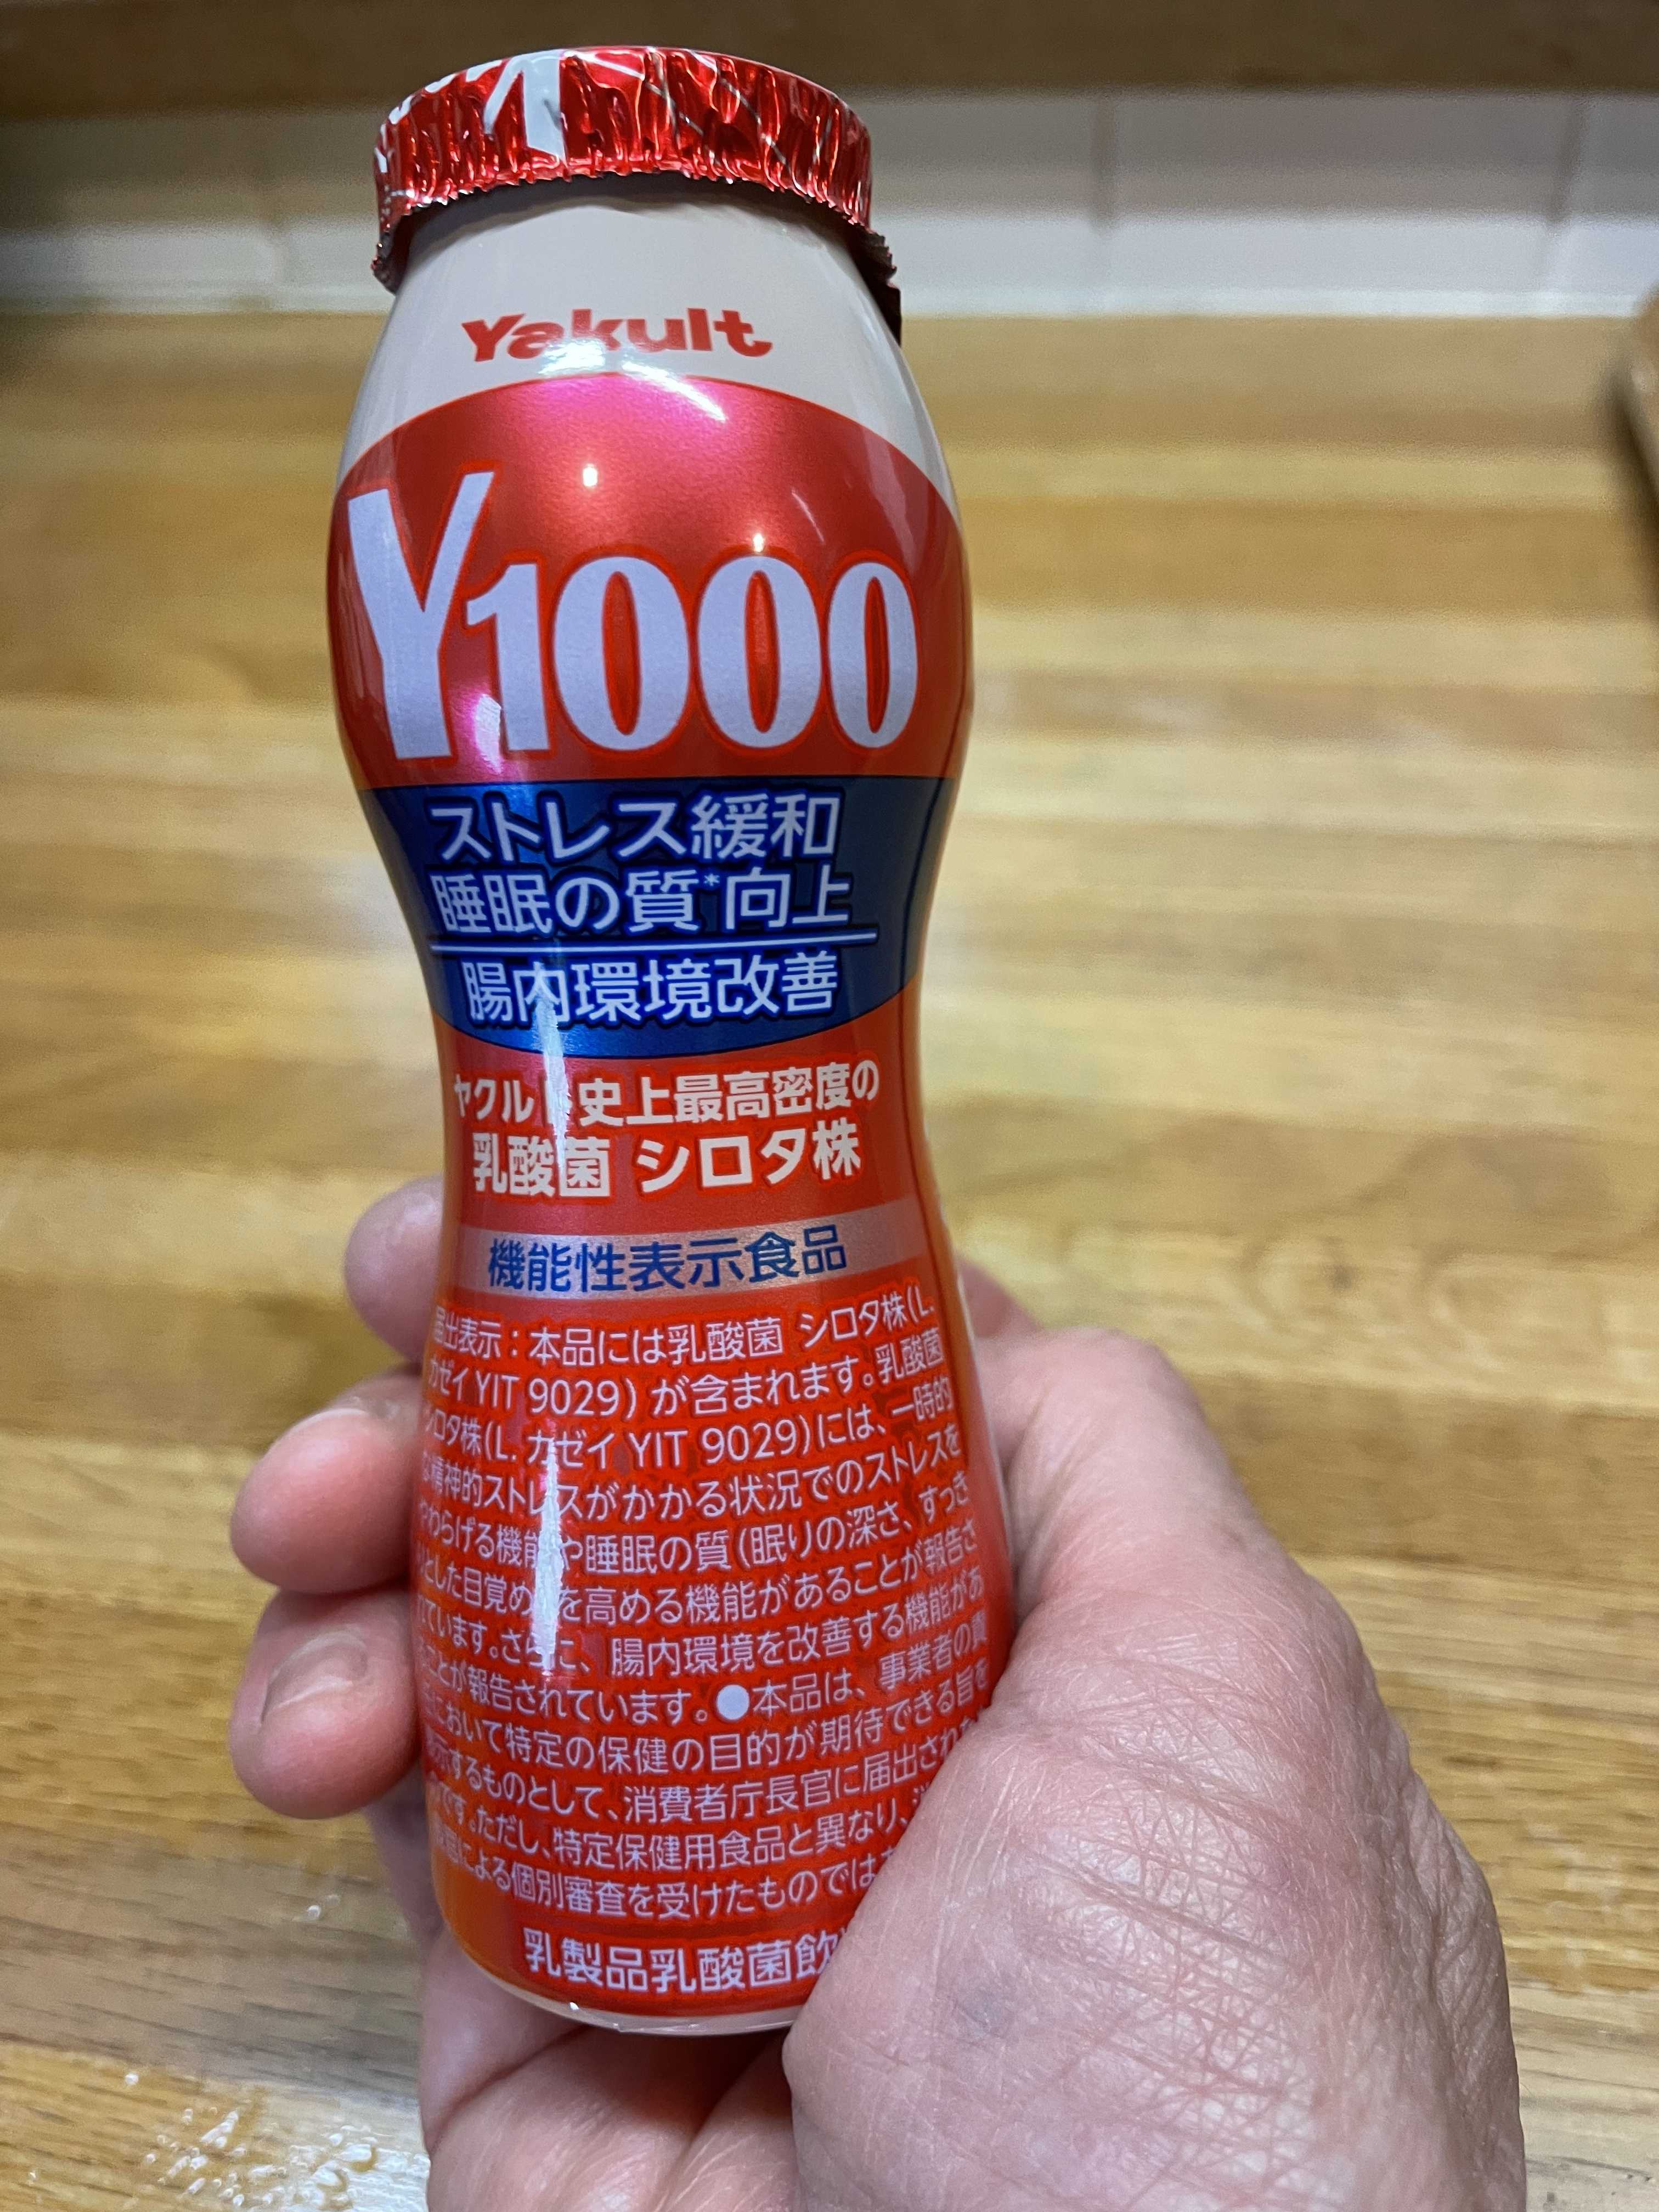 Yakult
Y1000
ストレス緩和
睡眠の質*向上
腸内環境改善
ヤクルト史上最高密度の
乳酸菌 シロタ株
機能性表示食品
届出表示：本品には乳酸菌 シロタ株(L.
カゼイ YIT 9029) が含まれます。乳酸菌
シロタ株(L. カゼイ YIT 9029)には、一時的
な精神的ストレスがかかる状況でのストレスを
やわらげる機能や睡眠の質(眠りの深さ、すっき
りとした目覚め)を高める機能があることが報告さ
れています。さらに、腸内環境を改善する機能があ
ることが報告されています。●本品は、事業者の責
において特定の保健の目的が期待できる旨を
示するものとして、消費者庁長官に届出され
です。ただし、特定保健用食品と異なり、
による個別審査を受けたものでは
乳製品乳酸菌飲